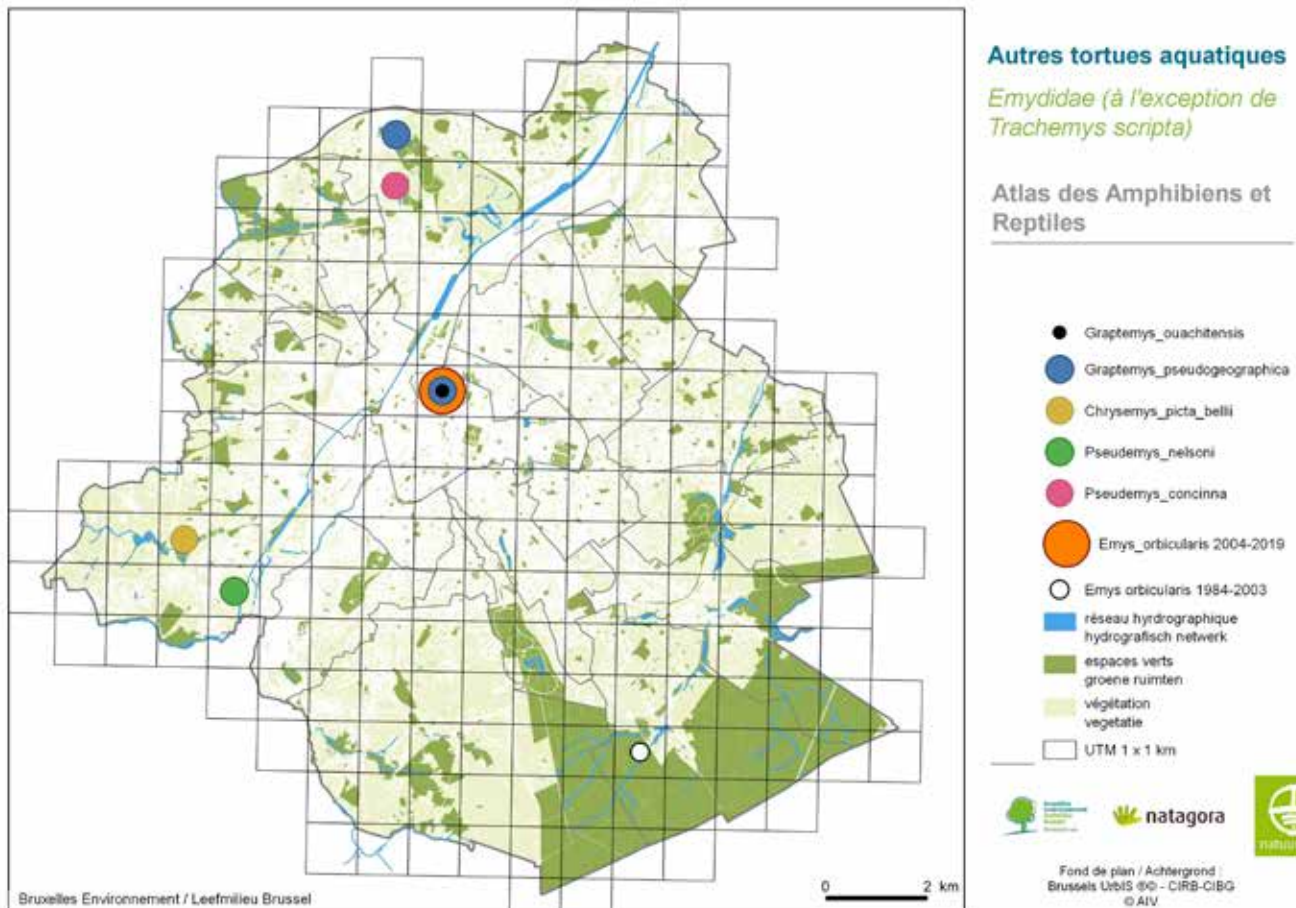 Autres tortues aquatiques
Emydidae (à l'exception de
Trachemys scripta)
Atlas des Amphibiens et
Reptiles
Graptemys_ouachitensis
Graptemys_pseudogeographica
Chrysemys_picta_bellii
Pseudemys_nelsoni
Pseudemys_concinna
Emys_orbicularis 2004-2019
Emys orbicularis 1984-2003
réseau hyrdrographique
hydrografisch netwerk
espaces verts
groene ruimten
végétation
vegetatie
UTM 1 x 1 km
natagora
Fond de plan / Achtergrond :
Brussels UrbIS ®© - CIRB-CIBG
© AIV
0 2 km
Bruxelles Environnement / Leefmilieu Brussel